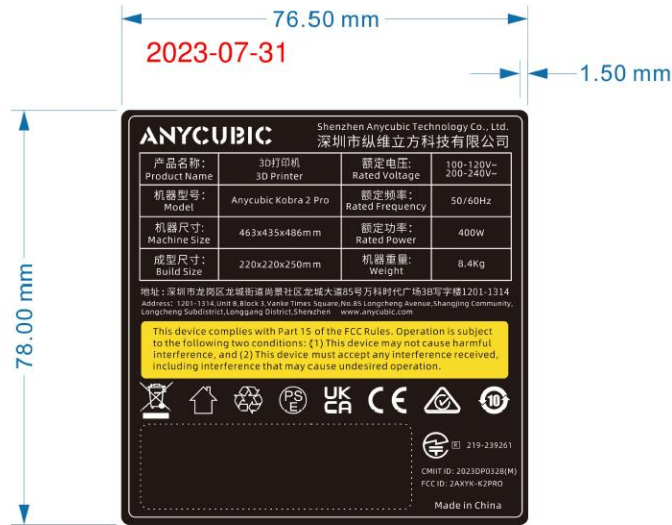 76.50 mm
2023-07-31
1.50 mm
78.00 mm
ANYCUBIC
Shenzhen Anycubic Technology Co., Ltd.
深圳市纵维立方科技有限公司
产品名称: 3D打印机 额定电压: 100-120V~
Product Name 3D Printer Rated Voltage 200-240V~
机器型号: Anycubic Kobra 2 Pro 额定频率: 50/60Hz
Model Rated Frequency
机器尺寸: 463x435x486mm 额定功率: 400W
Machine Size Rated Power
成型尺寸: 220x220x250mm 机器重量: 8.4Kg
Build Size Weight
地址:深圳市龙岗区龙城街道尚景社区龙城大道85号万科时代广场3B写字楼1201-1314
Address: 1201-1314,Unit B,Block 3,Vanke Times Square,No.85 Longcheng Avenue,Shangjing Community,
Longcheng Subdistrict,Longgang District,Shenzhen www.anycubic.com
This device complies with Part 15 of the FCC Rules. Operation is subject
to the following two conditions: (1) This device may not cause harmful
interference, and (2) This device must accept any interference received,
including interference that may cause undesired operation.
PS E UK CA CE 10
R 219-239261
CMIIT ID: 2023DP0328(M)
FCC ID: 2AXYK-K2PRO
Made in China